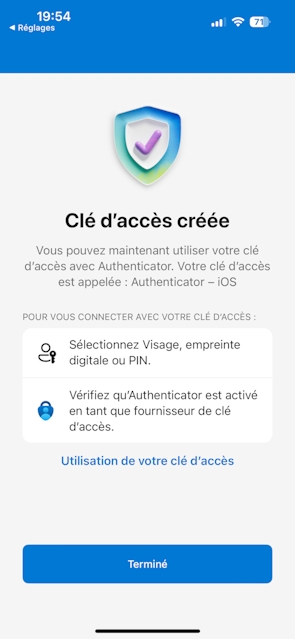 19:54
71
◀ Réglages
Clé d’accès créée
Vous pouvez maintenant utiliser votre clé
d’accès avec Authenticator. Votre clé d’accès
est appelée : Authenticator – iOS
POUR VOUS CONNECTER AVEC VOTRE CLÉ D’ACCÈS :
Sélectionnez Visage, empreinte
digitale ou PIN.
Vérifiez qu’Authenticator est activé
en tant que fournisseur de clé
d’accès.
Utilisation de votre clé d’accès
Terminé